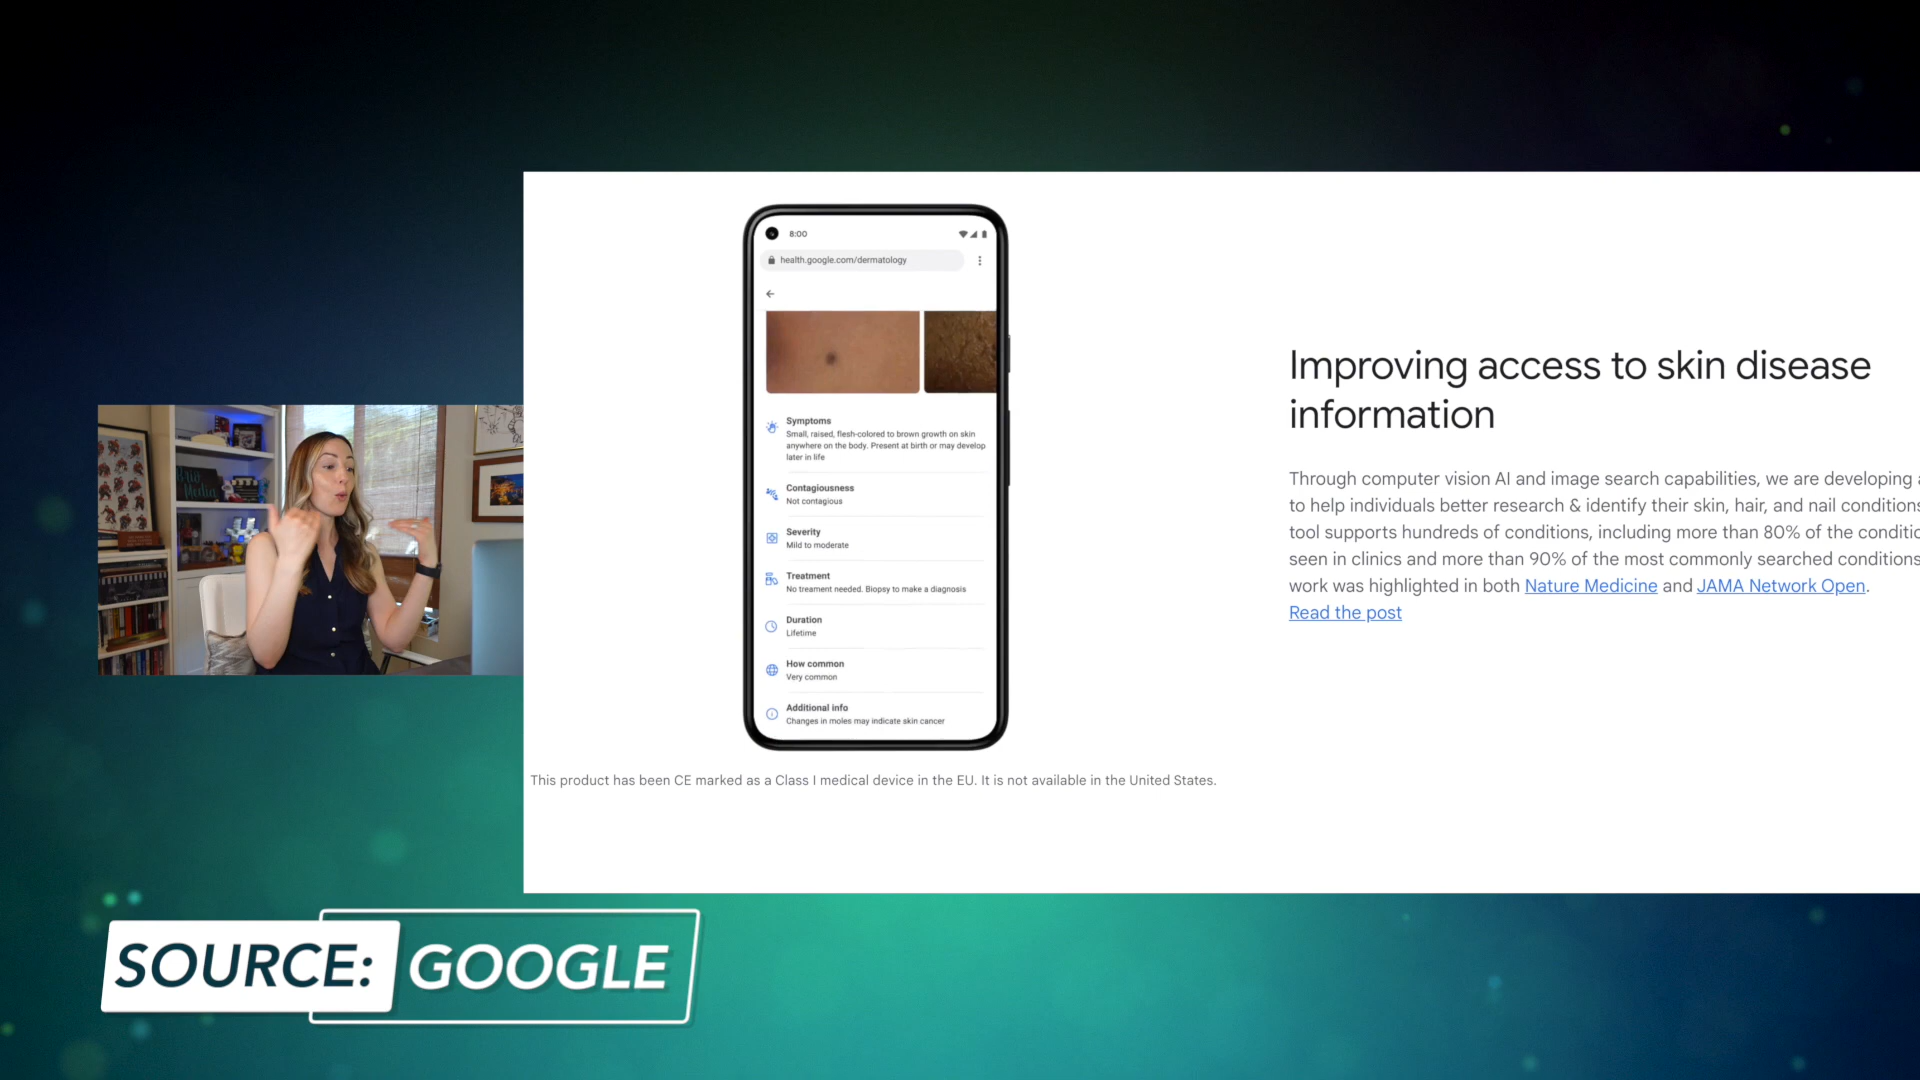 8:00
health.google.com/dermatology
Symptoms
Small, raised, flesh-colored to brown growth on skin
anywhere on the body. Present at birth or may develop
later in life
Contagiousness
Not contagious
Severity
Mild to moderate
Treatment
No treament needed. Biopsy to make a diagnosis
Duration
Lifetime
How common
Very common
Additional info
Changes in moles may indicate skin cancer
This product has been CE marked as a Class I medical device in the EU. It is not available in the United States.
Improving access to skin disease
information
Through computer vision AI and image search capabilities, we are developing
to help individuals better research & identify their skin, hair, and nail conditions
tool supports hundreds of conditions, including more than 80% of the conditio
seen in clinics and more than 90% of the most commonly searched conditions
work was highlighted in both Nature Medicine and JAMA Network Open.
Read the post
Media
SOURCE: GOOGLE